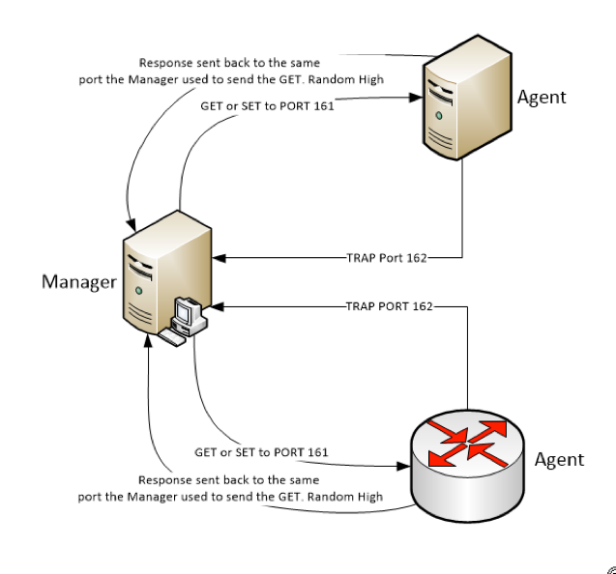 Response sent back to the same
port the Manager used to send the GET. Random High
GET or SET to PORT 161
Agent
TRAP Port 162
Manager
TRAP PORT 162
GET or SET to PORT 161
Agent
Response sent back to the same
port the Manager used to send the GET. Random High